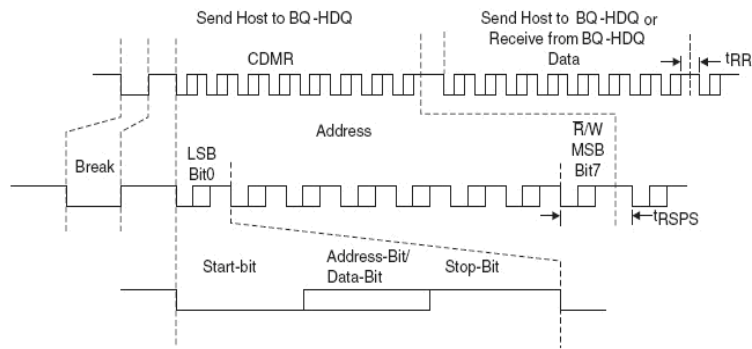 Send Host to BQ-HDQ
Send Host to BQ-HDQ or
Receive from BQ-HDQ
CDMR
Data
tRR
Address
R̅/W
MSB
Bit7
Break
LSB
Bit0
tRSPS
Start-bit
Address-Bit/
Data-Bit
Stop-Bit